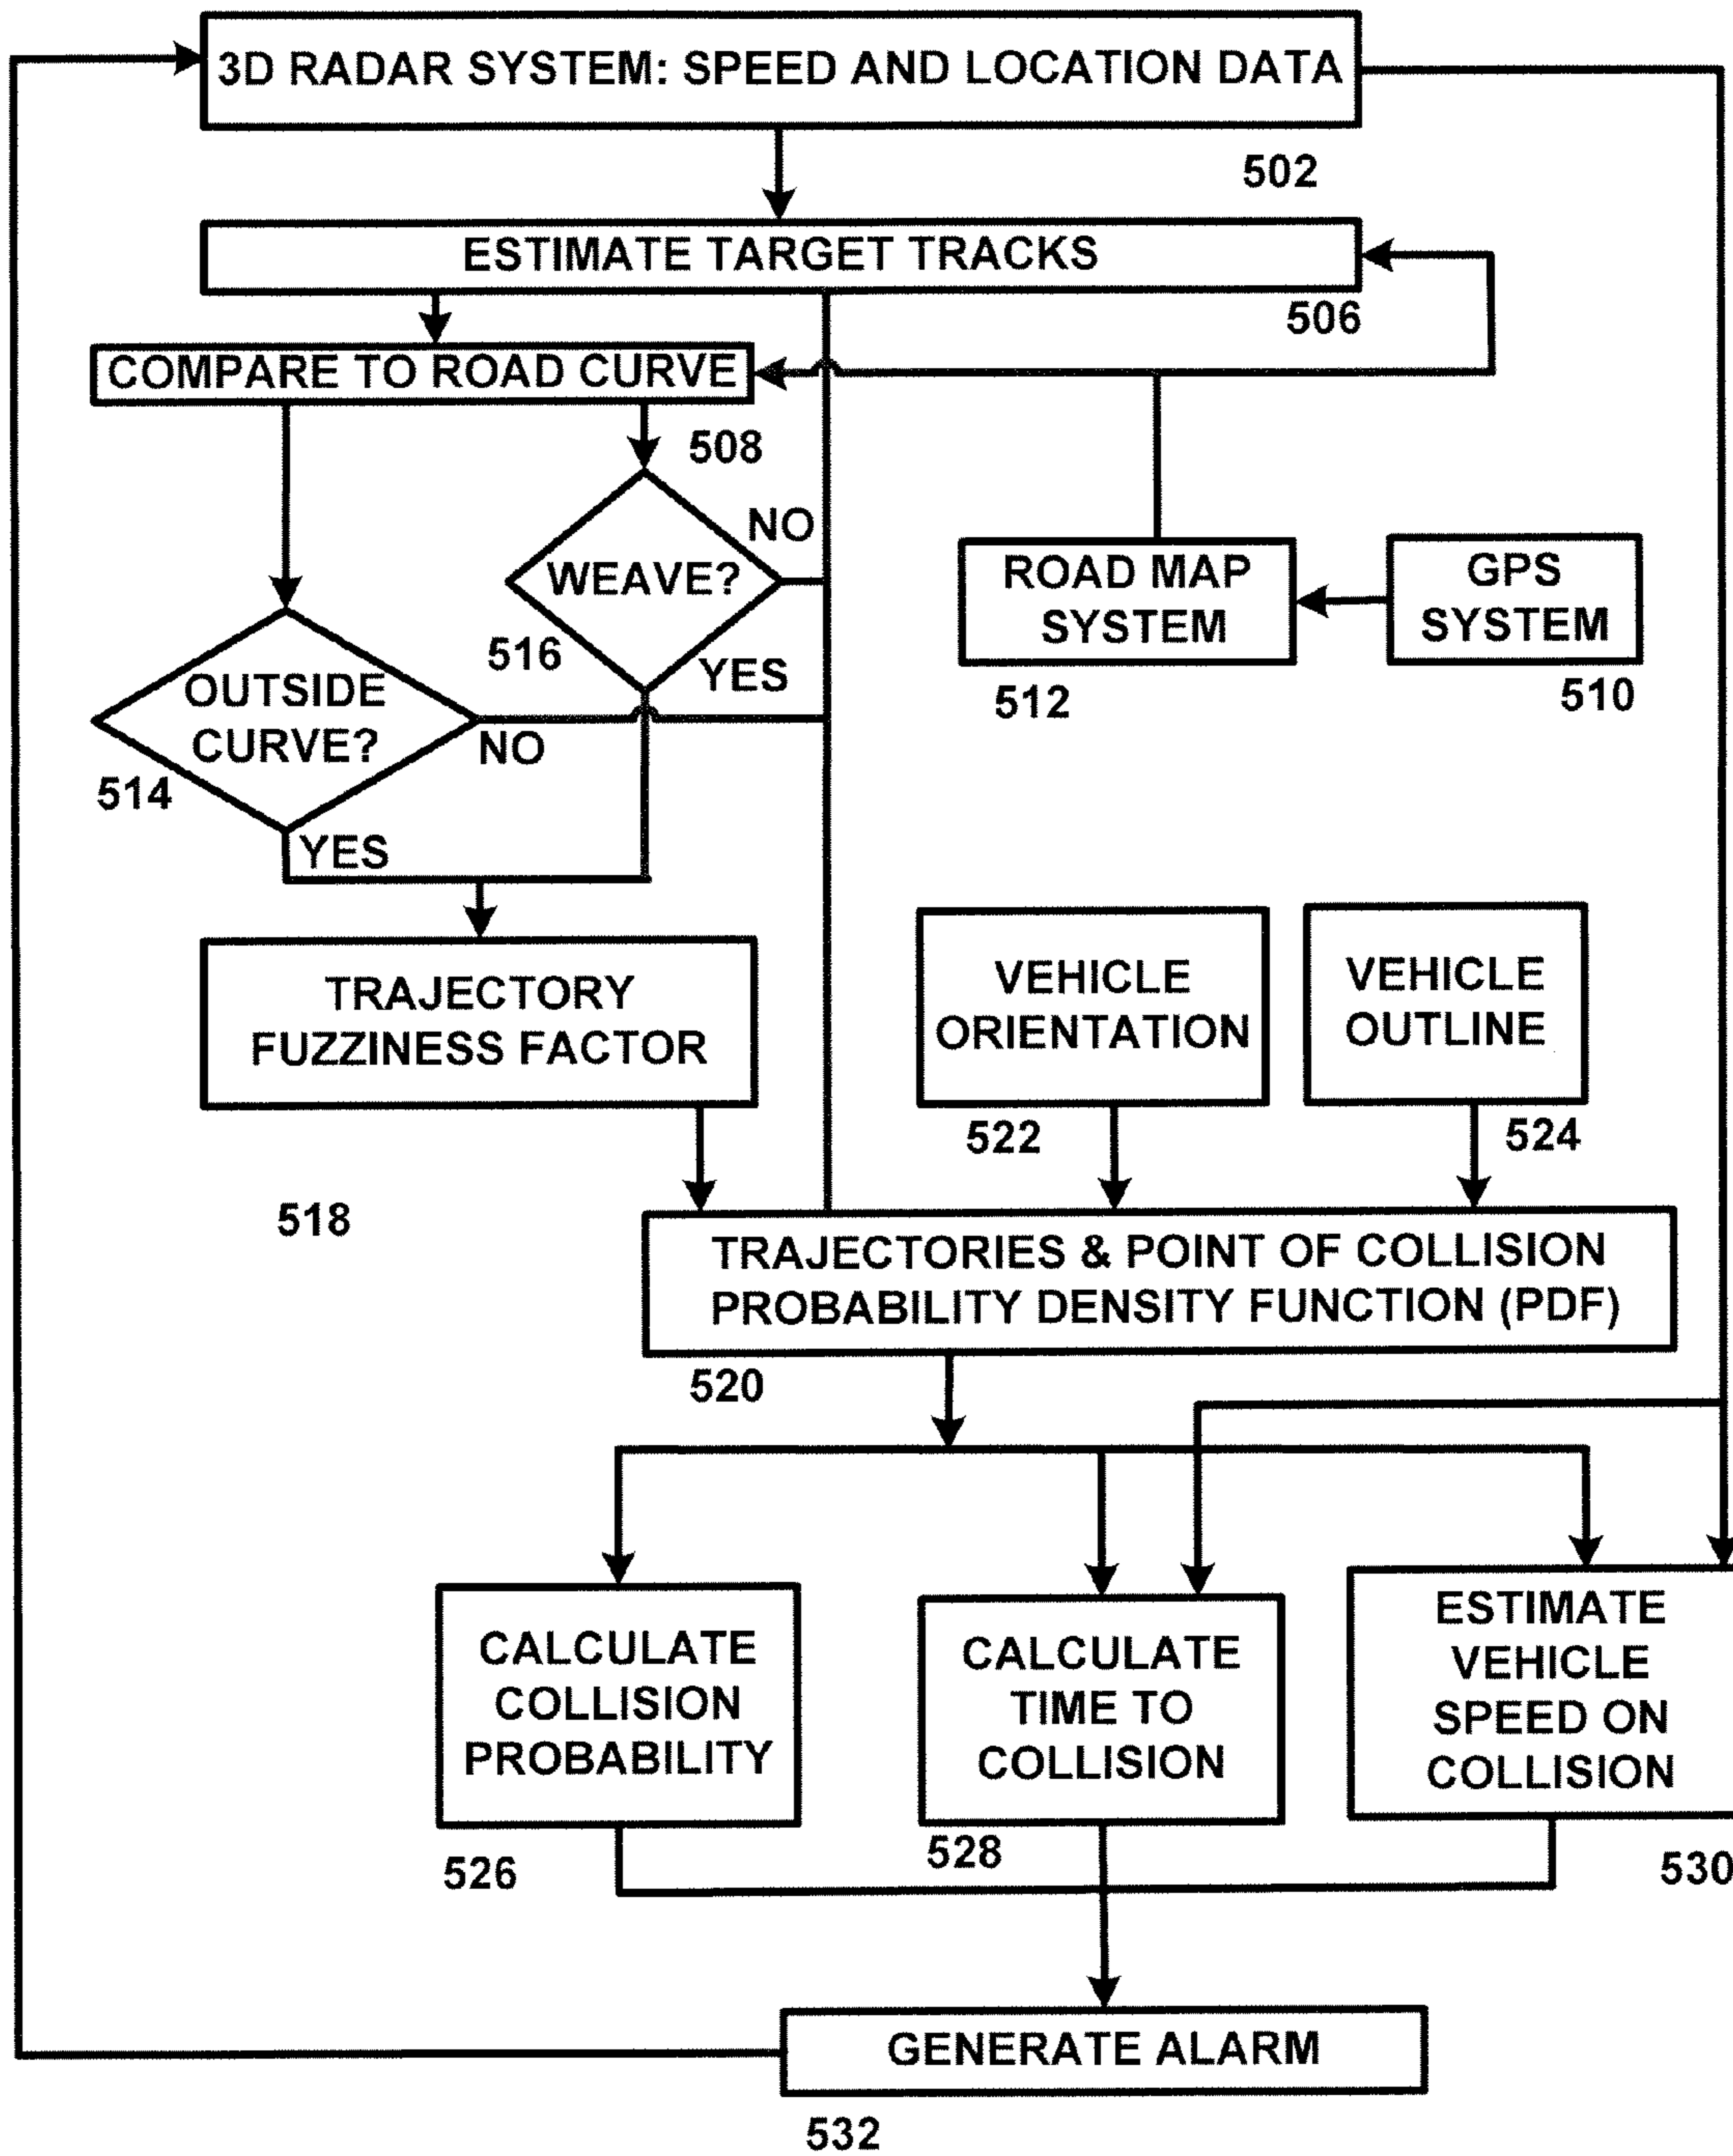 3D RADAR SYSTEM: SPEED AND LOCATION DATA
502
ESTIMATE TARGET TRACKS
506
COMPARE TO ROAD CURVE
508
NO
WEAVE?
516
YES
ROAD MAP
SYSTEM
512
GPS
SYSTEM
510
OUTSIDE
CURVE?
NO
514
YES
TRAJECTORY
FUZZINESS FACTOR
518
VEHICLE
ORIENTATION
522
VEHICLE
OUTLINE
524
TRAJECTORIES & POINT OF COLLISION
PROBABILITY DENSITY FUNCTION (PDF)
520
CALCULATE
COLLISION
PROBABILITY
526
CALCULATE
TIME TO
COLLISION
528
ESTIMATE
VEHICLE
SPEED ON
COLLISION
530
GENERATE ALARM
532